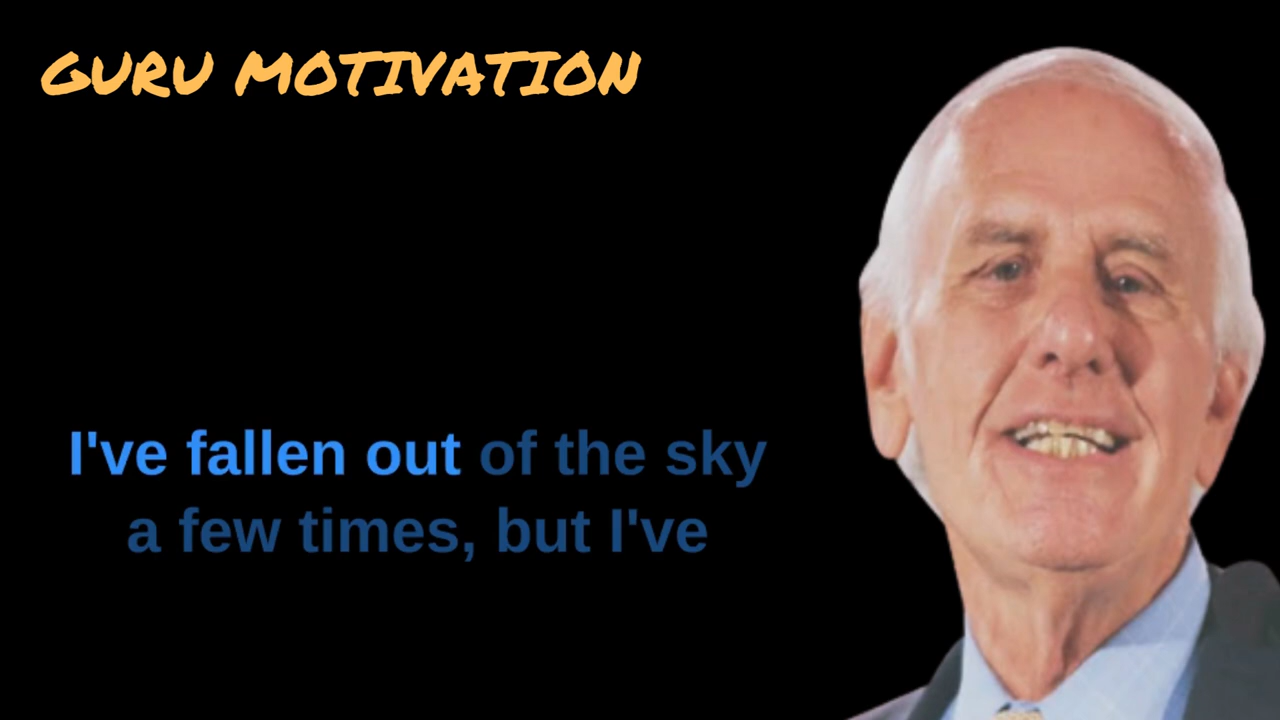 GURU MOTIVATION
I've fallen out of the sky
a few times, but I've